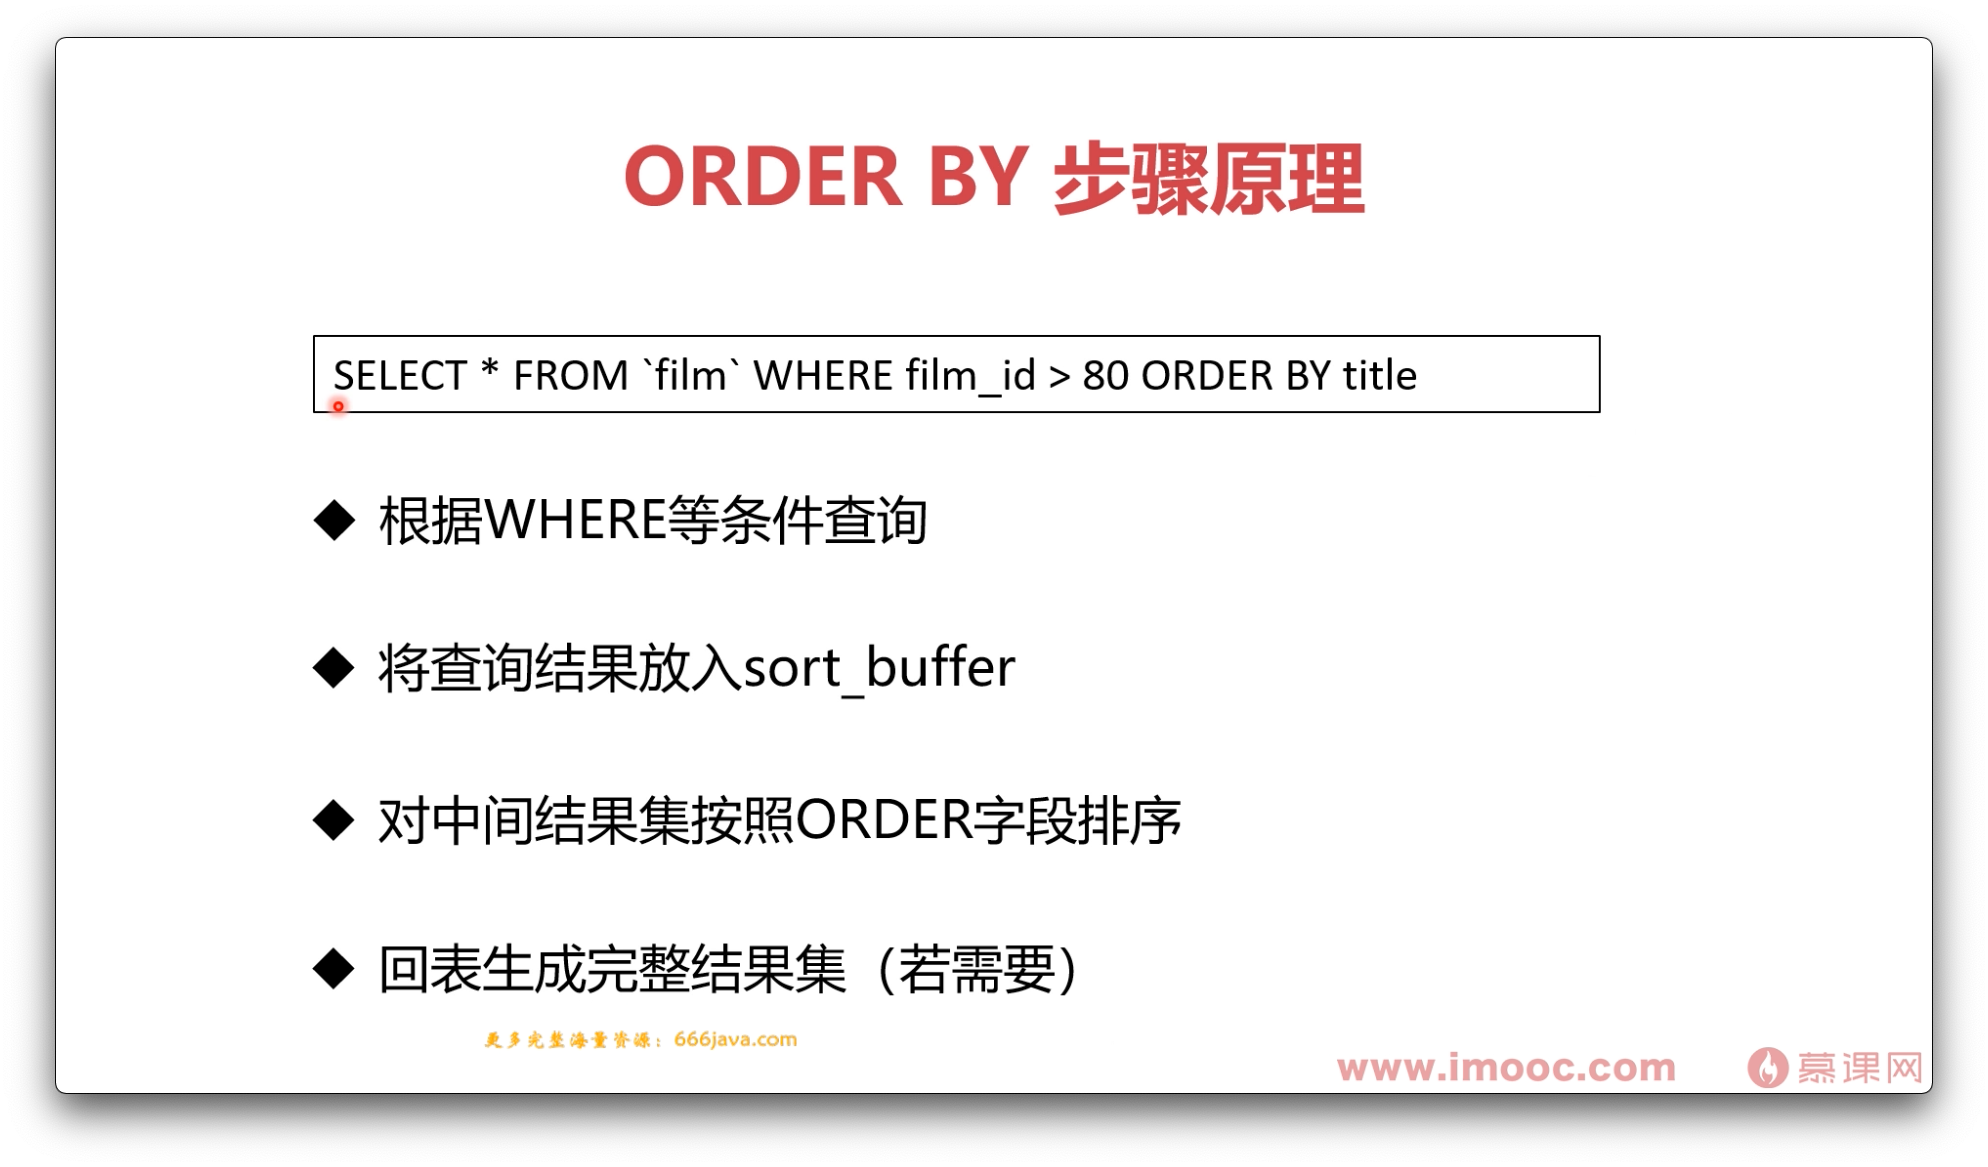 ORDER BY 步骤原理
SELECT * FROM `film` WHERE film_id > 80 ORDER BY title
◆ 根据WHERE等条件查询
◆ 将查询结果放入sort_buffer
◆ 对中间结果集按照ORDER字段排序
◆ 回表生成完整结果集（若需要）
更多完整海量资源：666java.com
www.imooc.com 慕课网